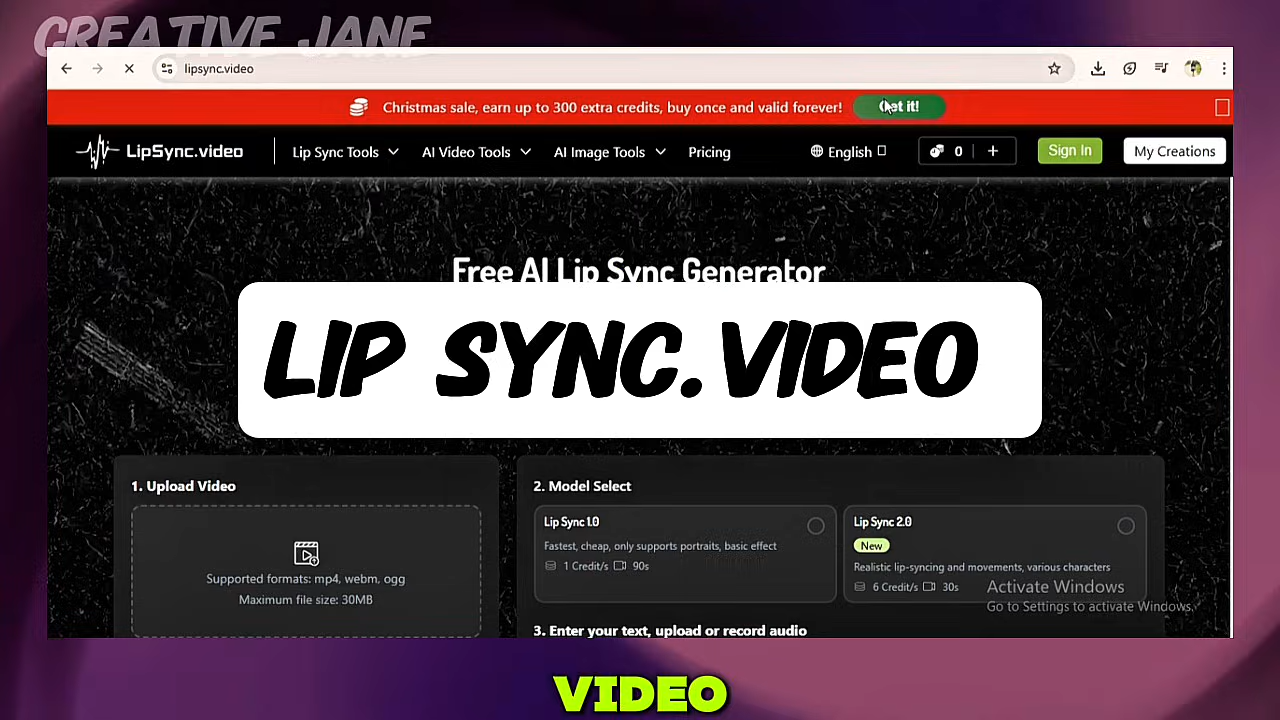 CREATIVE JANE
lipsync.video
Christmas sale, earn up to 300 extra credits, buy once and valid forever! Get it!
LipSync.video Lip Sync Tools AI Video Tools AI Image Tools Pricing English 0 + Sign In My Creations
Free AI Lip Sync Generator
LIP SYNC.VIDEO
1. Upload Video
Supported formats: mp4, webm, ogg
Maximum file size: 30MB
2. Model Select
Lip Sync 1.0
Fastest, cheap, only supports portraits, basic effect
1 Credit/s 90s
Lip Sync 2.0
New
Realistic lip-syncing and movements, various characters
6 Credit/s 30s
Activate Windows
Go to Settings to activate Windows.
3. Enter your text, upload or record audio
VIDEO